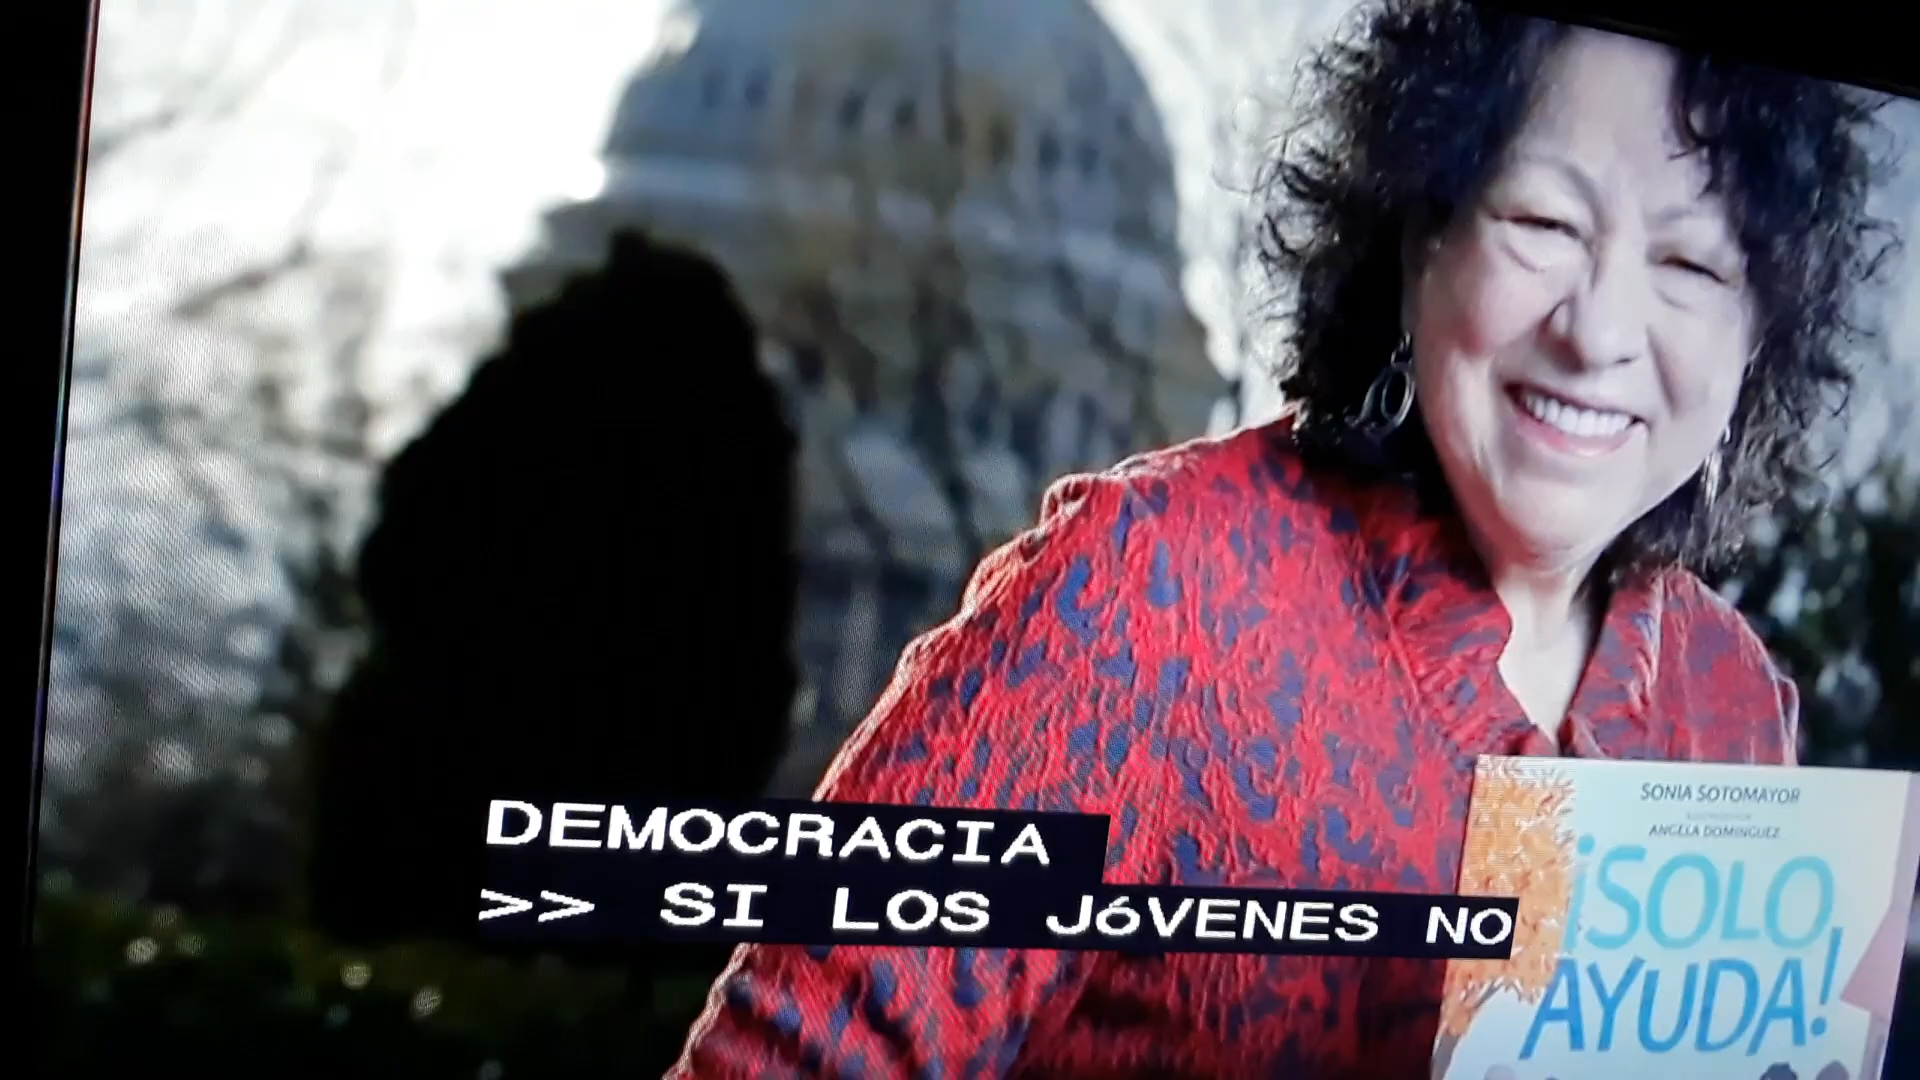 DEMOCRACIA
>> SI LOS JóVENES NO
SONIA SOTOMAYOR
ANGELA DOMINGUEZ
¡SOLO
AYUDA!